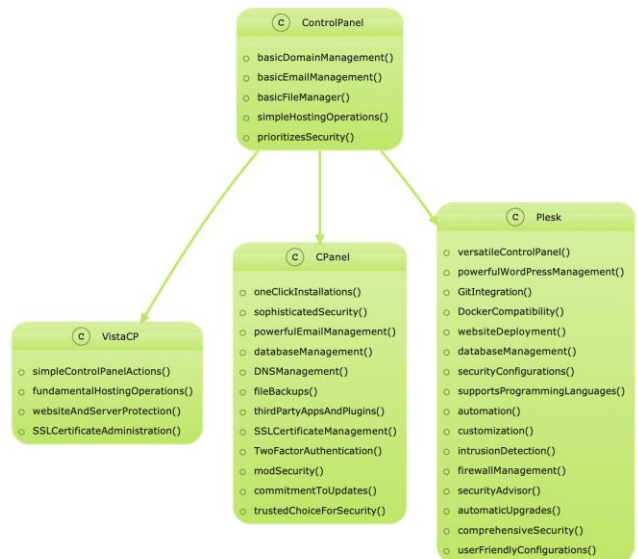 C ControlPanel
basicDomainManagement()
basicEmailManagement()
basicFileManager()
simpleHostingOperations()
prioritizesSecurity()
C VistaCP
simpleControlPanelActions()
fundamentalHostingOperations()
websiteAndServerProtection()
SSLCertificateAdministration()
C CPanel
oneClickInstallations()
sophisticatedSecurity()
powerfulEmailManagement()
databaseManagement()
DNSManagement()
fileBackups()
thirdPartyAppsAndPlugins()
SSLCertificateManagement()
TwoFactorAuthentication()
modSecurity()
commitmentToUpdates()
trustedChoiceForSecurity()
C Plesk
versatileControlPanel()
powerfulWordPressManagement()
GitIntegration()
DockerCompatibility()
websiteDeployment()
databaseManagement()
securityConfigurations()
supportsProgrammingLanguages()
automation()
customization()
intrusionDetection()
firewallManagement()
securityAdvisor()
automaticUpgrades()
comprehensiveSecurity()
userFriendlyConfigurations()